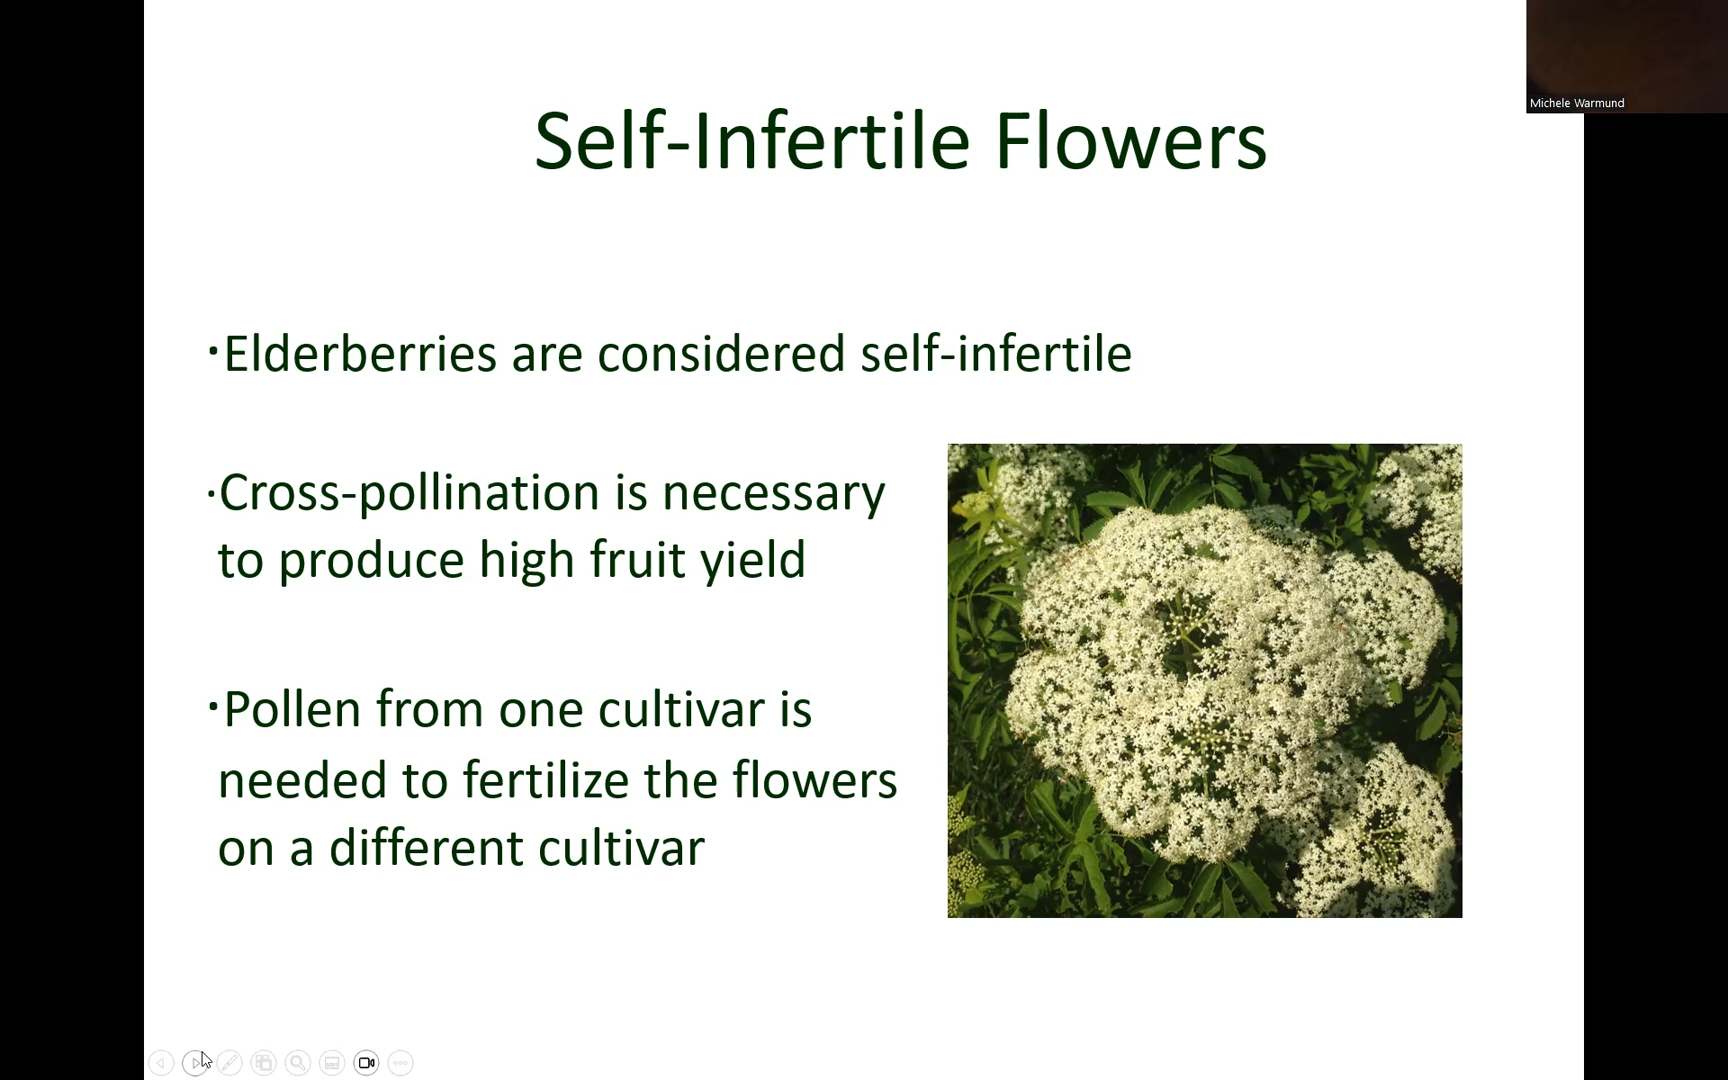 Michele Warmund
Self-Infertile Flowers
·Elderberries are considered self-infertile
·Cross-pollination is necessary
to produce high fruit yield
·Pollen from one cultivar is
needed to fertilize the flowers
on a different cultivar